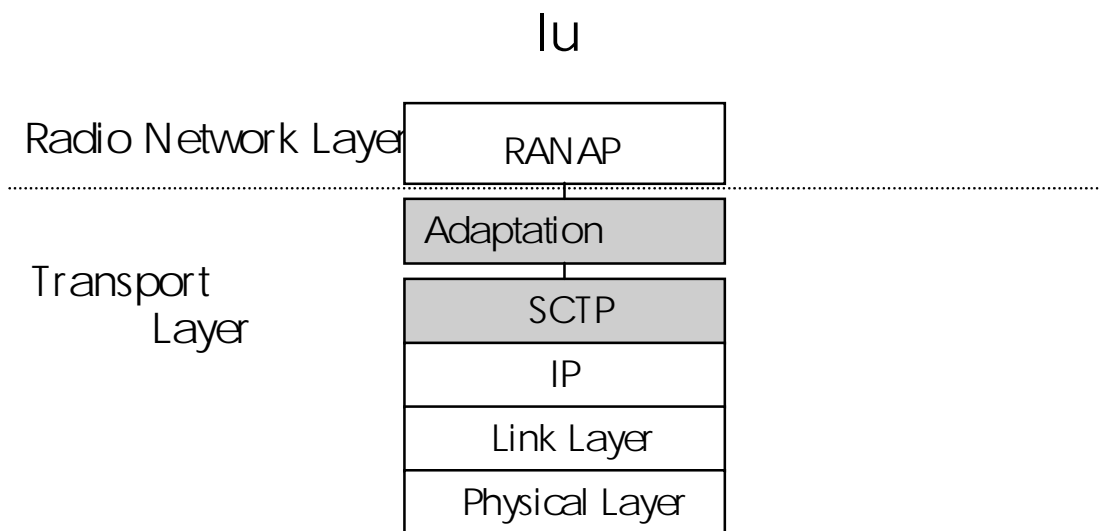 Iu
Radio Network Layer
RANAP
Adaptation
Transport
Layer
SCTP
IP
Link Layer
Physical Layer